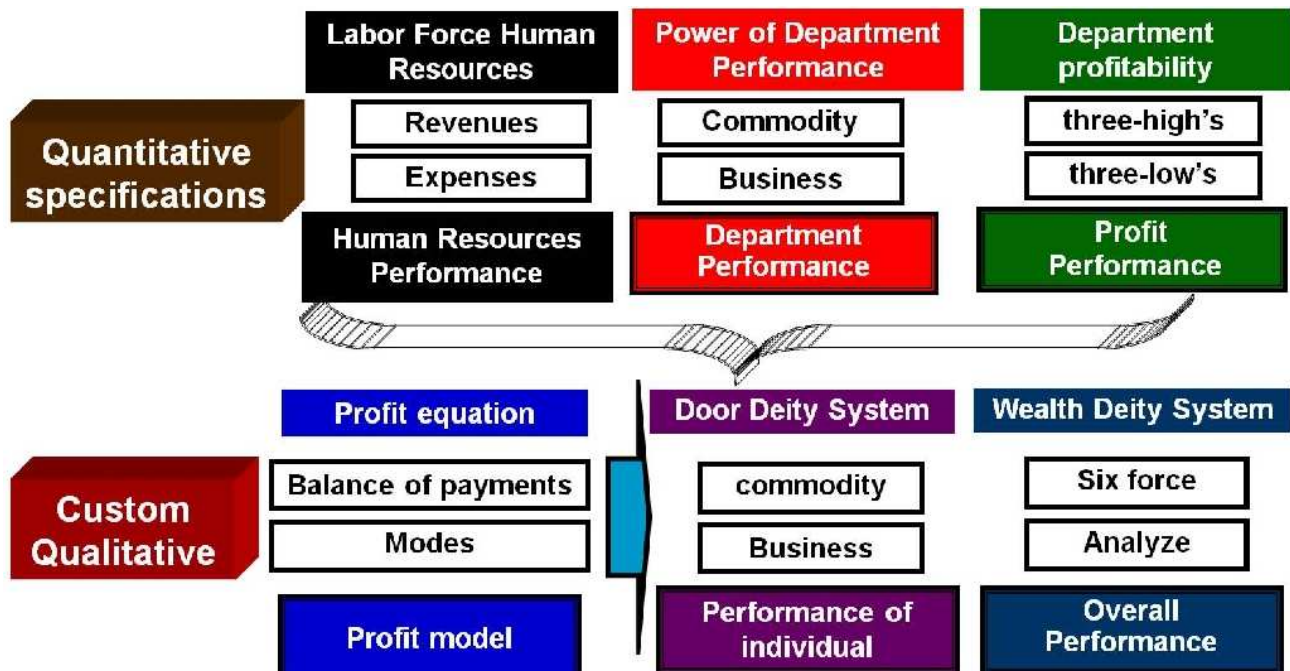 Labor Force Human
Resources
Power of Department
Performance
Department
profitability
Quantitative
specifications
Revenues
Expenses
Commodity
Business
three-high's
three-low's
Human Resources
Performance
Department
Performance
Profit
Performance
Profit equation
Door Deity System
Wealth Deity System
Custom
Qualitative
Balance of payments
Modes
commodity
Business
Six force
Analyze
Profit model
Performance of
individual
Overall
Performance